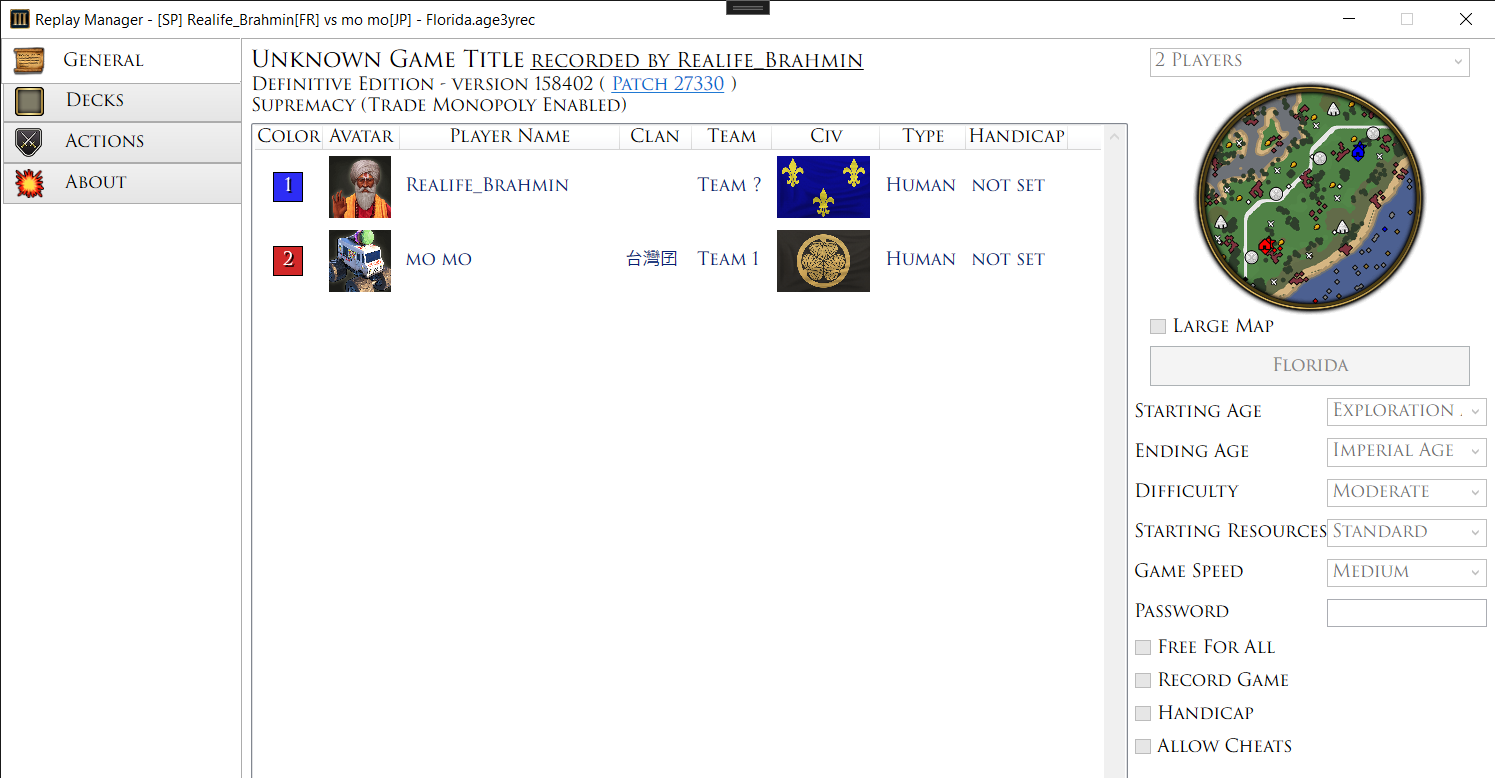 Replay Manager - [SP] Realife_Brahmin[FR] vs mo mo[JP] - Florida.age3yrec
General
Decks
Actions
About
Unknown Game Title recorded by Realife_Brahmin
Definitive Edition - version 158402 ( Patch 27330 )
Supremacy (Trade Monopoly Enabled)
Color Avatar Player Name Clan Team Civ Type Handicap
1 Realife_Brahmin Team ? Human not set
2 mo mo 台灣囝 Team 1 Human not set
2 Players
Large Map
Florida
Starting Age Exploration .
Ending Age Imperial Age
Difficulty Moderate
Starting Resources Standard
Game Speed Medium
Password
Free For All
Record Game
Handicap
Allow Cheats